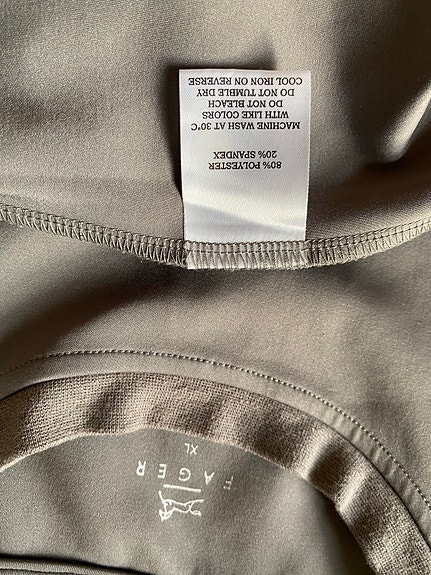 80% POLYESTER
20% SPANDEX
MACHINE WASH AT 30°C
WITH LIKE COLORS
DO NOT BLEACH
DO NOT TUMBLE DRY
COOL IRON ON REVERSE
FAGER
XL